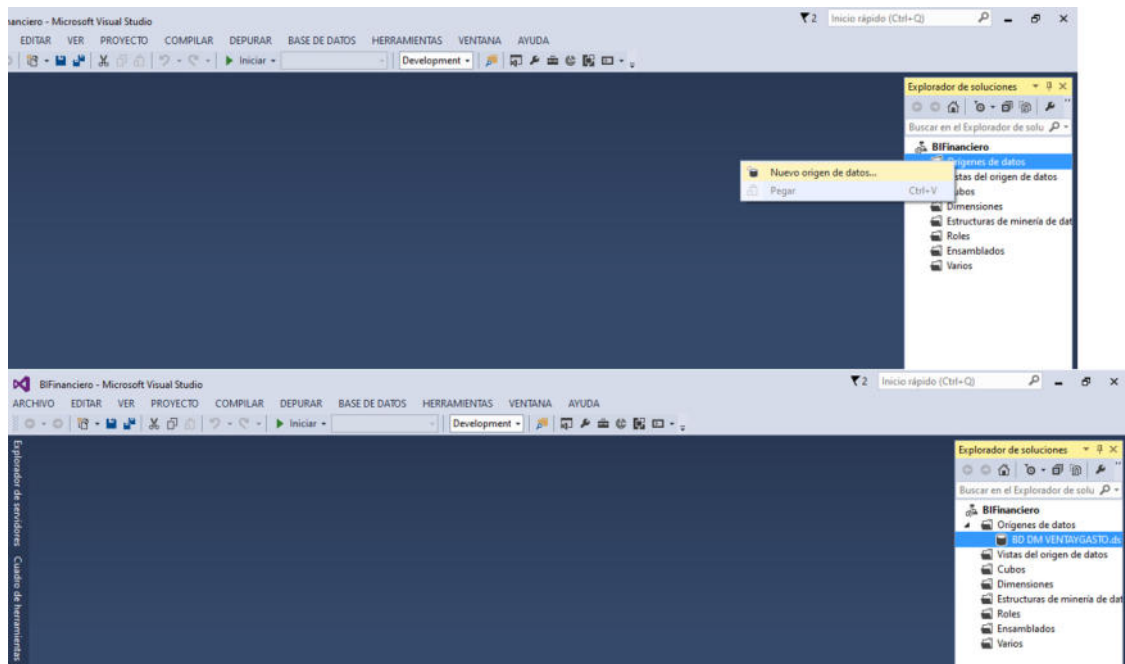 anciero - Microsoft Visual Studio
2 Inicio rápido (Ctrl+Q)
EDITAR VER PROYECTO COMPILAR DEPURAR BASE DE DATOS HERRAMIENTAS VENTANA AYUDA
Iniciar Development
Explorador de soluciones
Buscar en el Explorador de solu
BIFinanciero
Orígenes de datos
Nuevo origen de datos...
stas del origen de datos
Pegar Ctrl+V
ubos
Dimensiones
Estructuras de minería de dat
Roles
Ensamblados
Varios
BIFinanciero - Microsoft Visual Studio
2 Inicio rápido (Ctrl+Q)
ARCHIVO EDITAR VER PROYECTO COMPILAR DEPURAR BASE DE DATOS HERRAMIENTAS VENTANA AYUDA
Iniciar Development
Explorador de servidores
Cuadro de herramientas
Explorador de soluciones
Buscar en el Explorador de solu
BIFinanciero
Orígenes de datos
BD DM VENTAYGASTO.ds
Vistas del origen de datos
Cubos
Dimensiones
Estructuras de minería de dat
Roles
Ensamblados
Varios